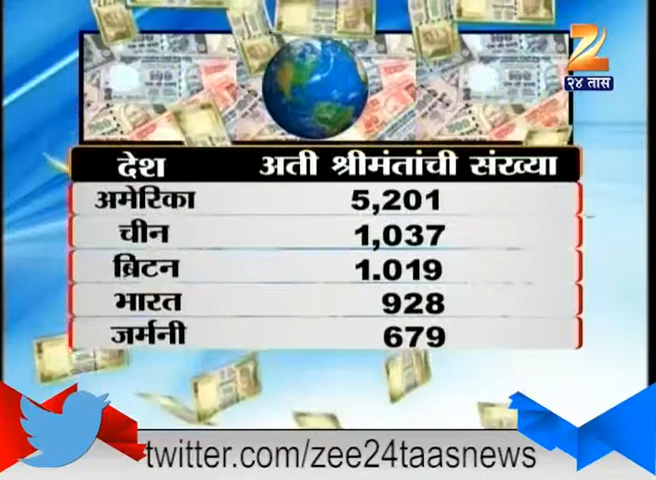 २४ तास
देश अती श्रीमंतांची संख्या
अमेरिका 5,201
चीन 1,037
ब्रिटन 1.019
भारत 928
जर्मनी 679
twitter.com/zee24taasnews